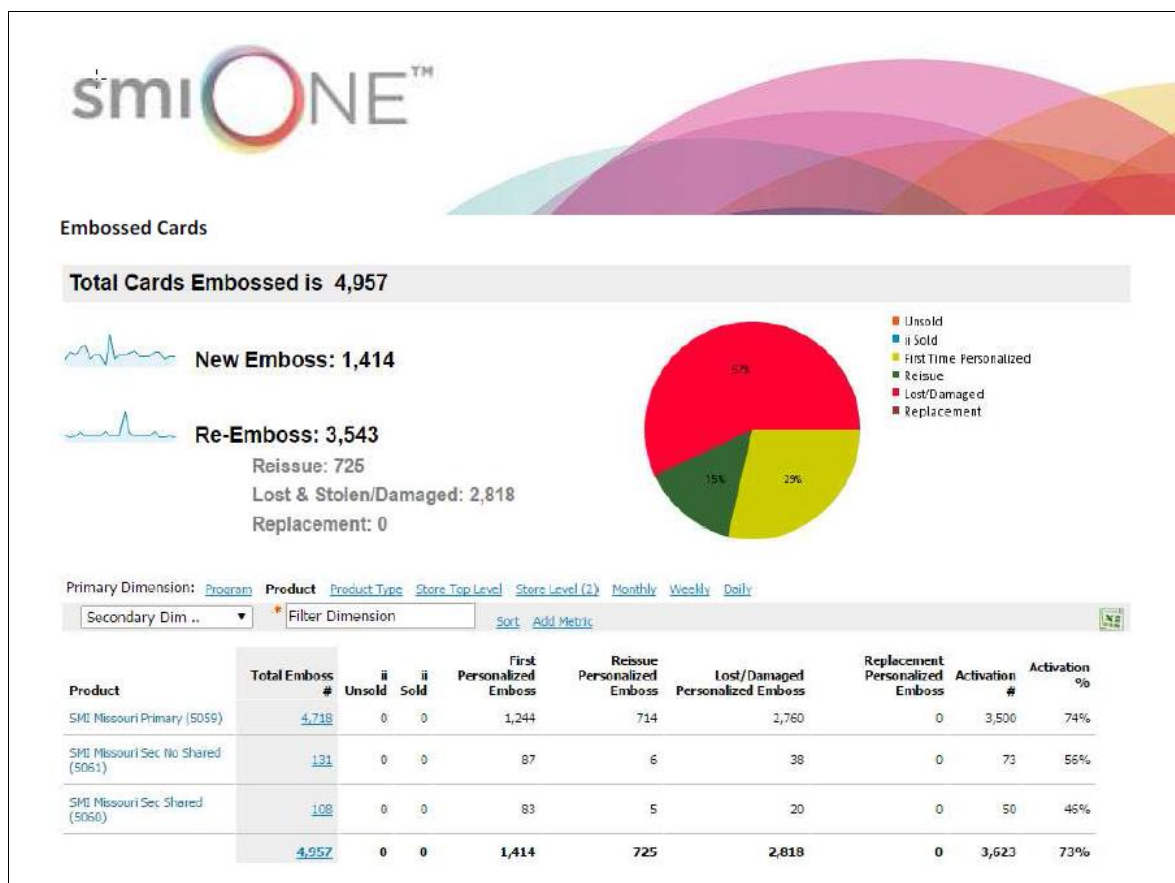 smiONE™
Embossed Cards
Total Cards Embossed is 4,957
New Emboss: 1,414
Re-Emboss: 3,543
Reissue: 725
Lost & Stolen/Damaged: 2,818
Replacement: 0
57%
15%
29%
Unsold
ii Sold
First Time Personalized
Reissue
Lost/Damaged
Replacement
Primary Dimension: Program Product Product Type Store Top Level Store Level (2) Monthly Weekly Daily
Secondary Dim .. ▼ * Filter Dimension Sort Add Metric
Product Total Emboss # ii Unsold ii Sold First Personalized Emboss Reissue Personalized Emboss Lost/Damaged Personalized Emboss Replacement Personalized Emboss Activation # Activation %
SMI Missouri Primary (5059) 4,718 0 0 1,244 714 2,760 0 3,500 74%
SMI Missouri Sec No Shared
(5061) 131 0 0 87 6 38 0 73 56%
SMI Missouri Sec Shared
(5060) 108 0 0 83 5 20 0 50 46%
4,957 0 0 1,414 725 2,818 0 3,623 73%